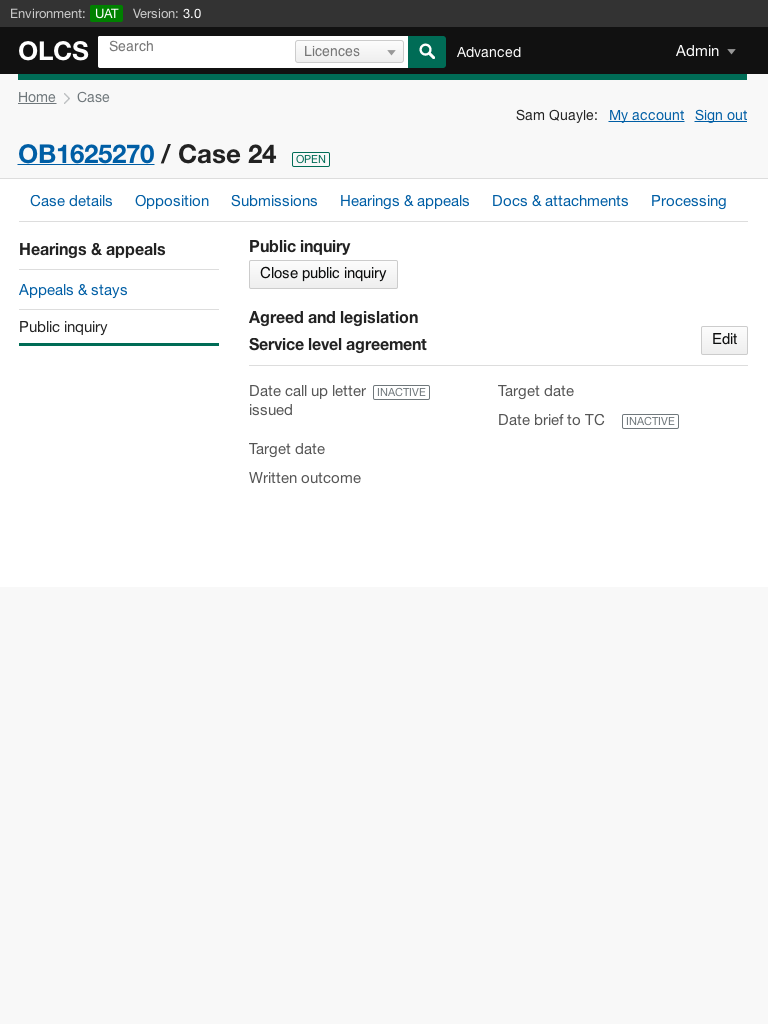 Environment: UAT Version: 3.0
OLCS Search Licences Advanced Admin
Home Case
Sam Quayle: My account Sign out
OB1625270 / Case 24 OPEN
Case details Opposition Submissions Hearings & appeals Docs & attachments Processing
Hearings & appeals
Appeals & stays
Public inquiry
Public inquiry
Close public inquiry
Agreed and legislation
Service level agreement
Edit
Date call up letter INACTIVE
issued
Target date
Date brief to TC INACTIVE
Target date
Written outcome